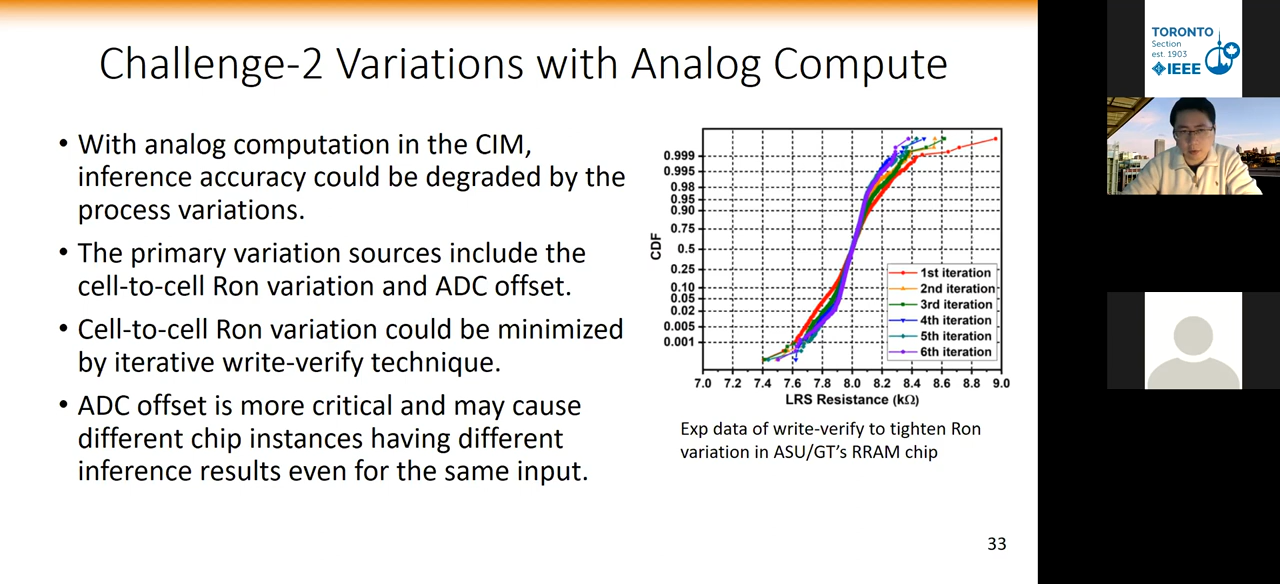 Challenge-2 Variations with Analog Compute
• With analog computation in the CIM,
inference accuracy could be degraded by the
process variations.
• The primary variation sources include the
cell-to-cell Ron variation and ADC offset.
• Cell-to-cell Ron variation could be minimized
by iterative write-verify technique.
• ADC offset is more critical and may cause
different chip instances having different
inference results even for the same input.
CDF
0.999
0.995
0.98
0.95
0.90
0.75
0.5
0.25
0.10
0.05
0.02
0.005
0.001
1st iteration
2nd iteration
3rd iteration
4th iteration
5th iteration
6th iteration
7.0 7.2 7.4 7.6 7.8 8.0 8.2 8.4 8.6 8.8 9.0
LRS Resistance (kΩ)
Exp data of write-verify to tighten Ron
variation in ASU/GT's RRAM chip
33
TORONTO
Section
est. 1903
IEEE